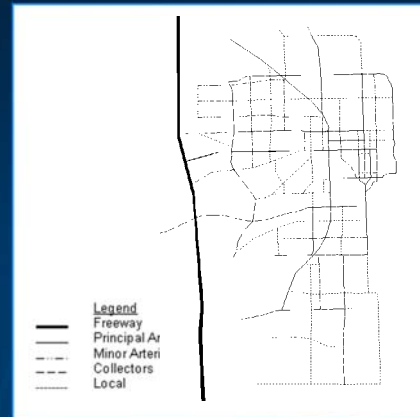 Legend
Freeway
Principal Ar
Minor Arteri
Collectors
Local